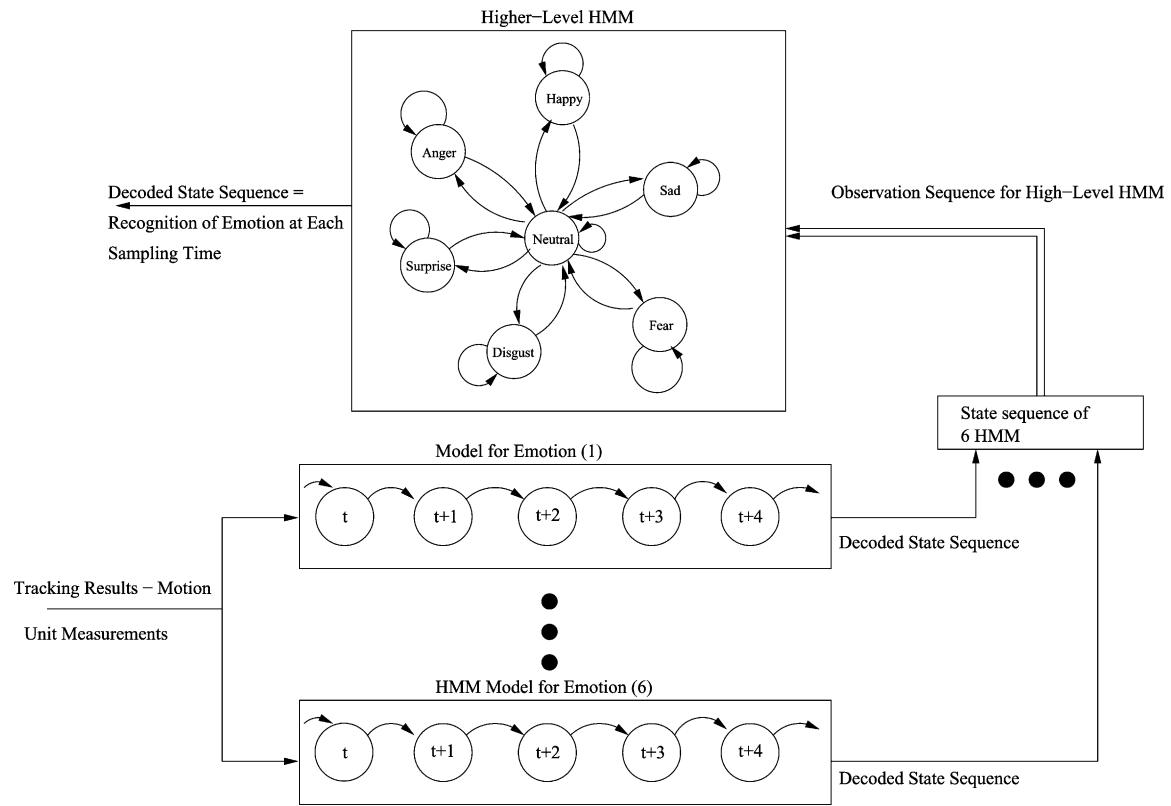 Higher−Level HMM
Happy
Anger
Sad
Decoded State Sequence =
Recognition of Emotion at Each
Sampling Time
Observation Sequence for High−Level HMM
Neutral
Surprise
Fear
Disgust
State sequence of
6 HMM
Model for Emotion (1)
t
t+1
t+2
t+3
t+4
Decoded State Sequence
Tracking Results − Motion
Unit Measurements
HMM Model for Emotion (6)
t
t+1
t+2
t+3
t+4
Decoded State Sequence